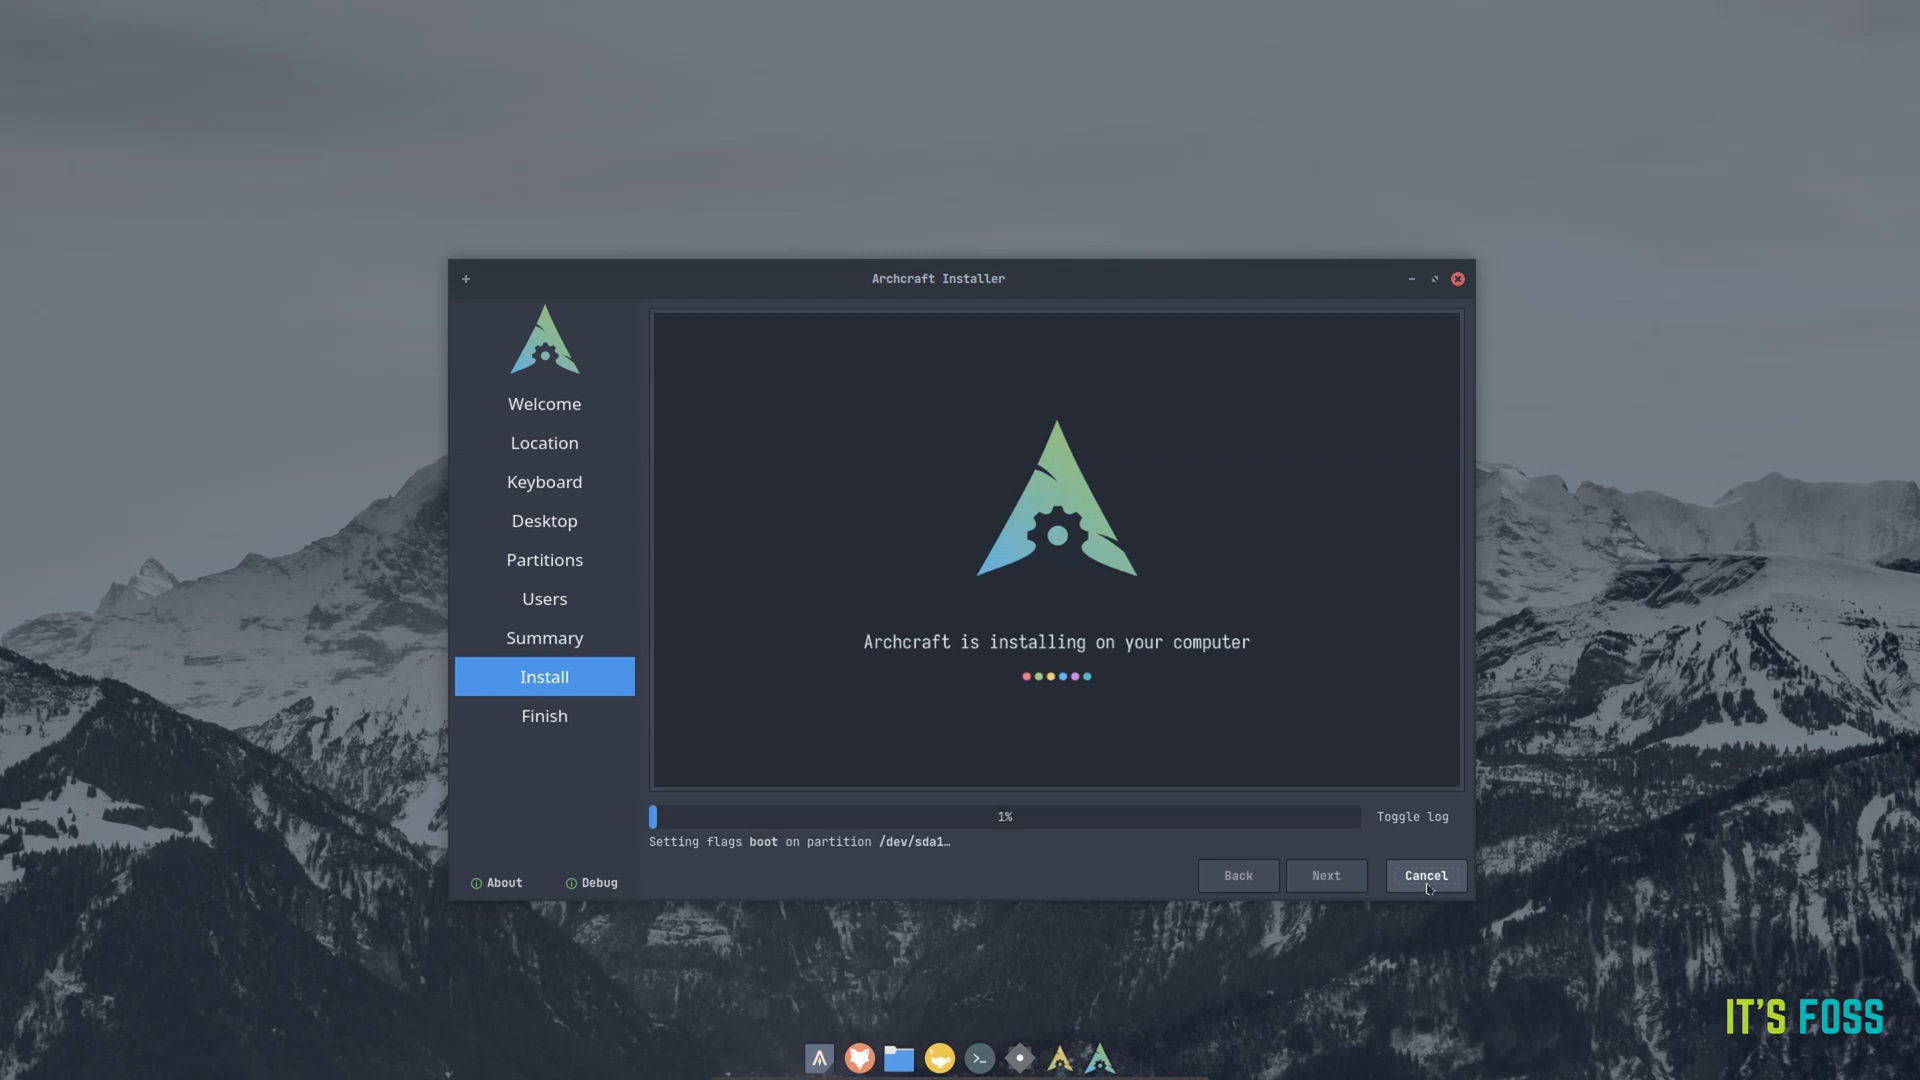 Archcraft Installer
Welcome
Location
Keyboard
Desktop
Partitions
Users
Summary
Install
Finish
Archcraft is installing on your computer
1%
Toggle log
Setting flags boot on partition /dev/sda1…
About
Debug
Back
Next
Cancel
IT'S FOSS